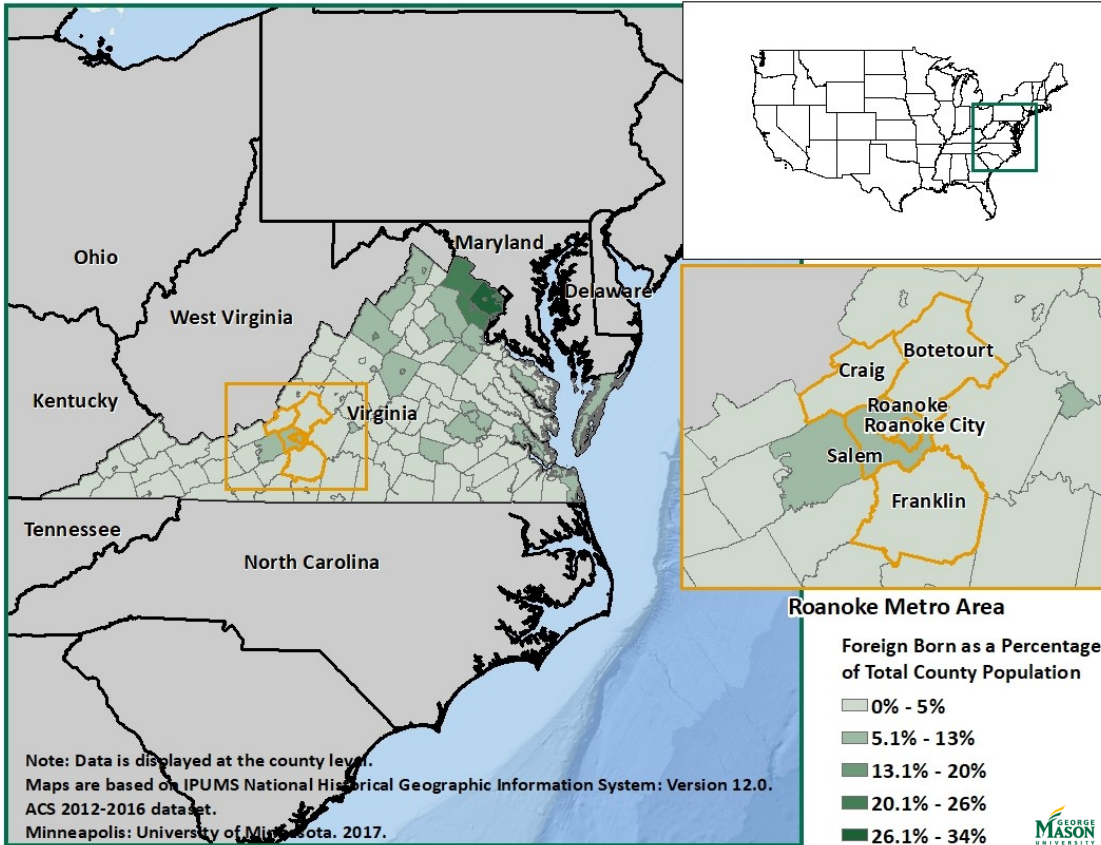 Ohio
West Virginia
Kentucky
Tennessee
North Carolina
Virginia
Maryland
Delaware
Note: Data is displayed at the county level.
Maps are based on IPUMS National Historical Geographic Information System: Version 12.0.
ACS 2012-2016 dataset.
Minneapolis: University of Minnesota. 2017.
Craig
Botetourt
Roanoke
Roanoke City
Salem
Franklin
Roanoke Metro Area
Foreign Born as a Percentage
of Total County Population
0% - 5%
5.1% - 13%
13.1% - 20%
20.1% - 26%
26.1% - 34%
GEORGE
MASON
UNIVERSITY